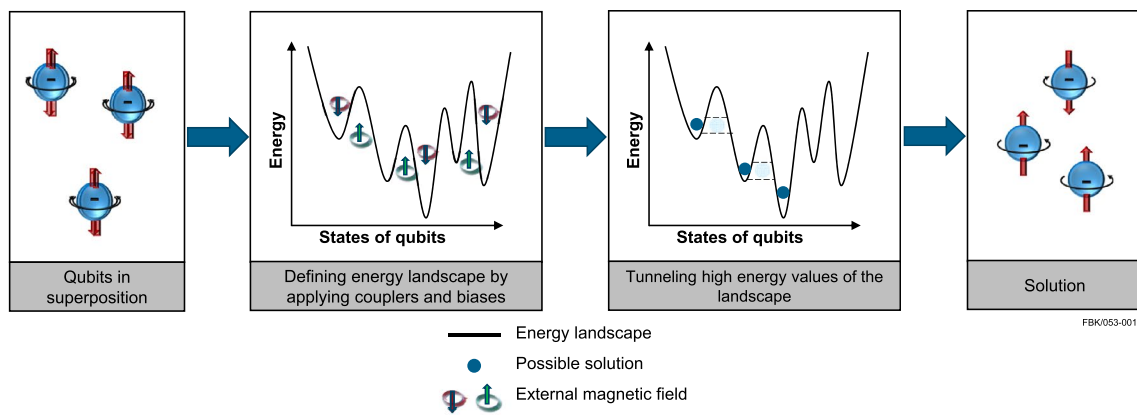 Energy
States of qubits
Energy
States of qubits
Qubits in
superposition
Defining energy landscape by
applying couplers and biases
Tunneling high energy values of the
landscape
Solution
FBK/053-001
Energy landscape
Possible solution
External magnetic field